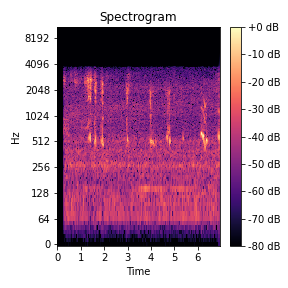 Spectrogram
8192
4096
2048
1024
512
256
128
64
0
Hz
0 1 2 3 4 5 6
Time
+0 dB
-10 dB
-20 dB
-30 dB
-40 dB
-50 dB
-60 dB
-70 dB
-80 dB